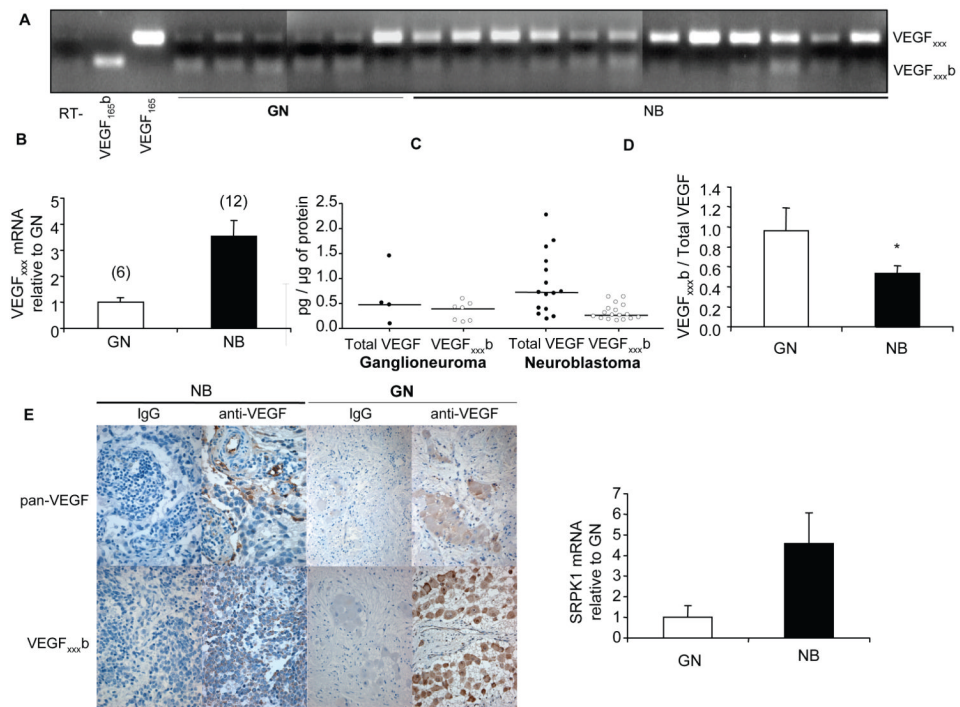 A
VEGFxxx
VEGFxxxb
RT-
VEGF165b
VEGF165
GN
NB
B
C
D
VEGFxxx mRNA
relative to GN
5
4
3
2
1
0
(6)
(12)
GN
NB
pg / µg of protein
2.5
2.0
1.5
1.0
0.5
0.0
Total VEGF
VEGFxxxb
Total VEGF
VEGFxxxb
Ganglioneuroma
Neuroblastoma
VEGFxxxb / Total VEGF
1.4
1.2
1.0
0.8
0.6
0.4
0.2
0.0
*
GN
NB
E
NB
GN
IgG
anti-VEGF
IgG
anti-VEGF
pan-VEGF
VEGFxxxb
SRPK1 mRNA
relative to GN
7
6
5
4
3
2
1
0
GN
NB